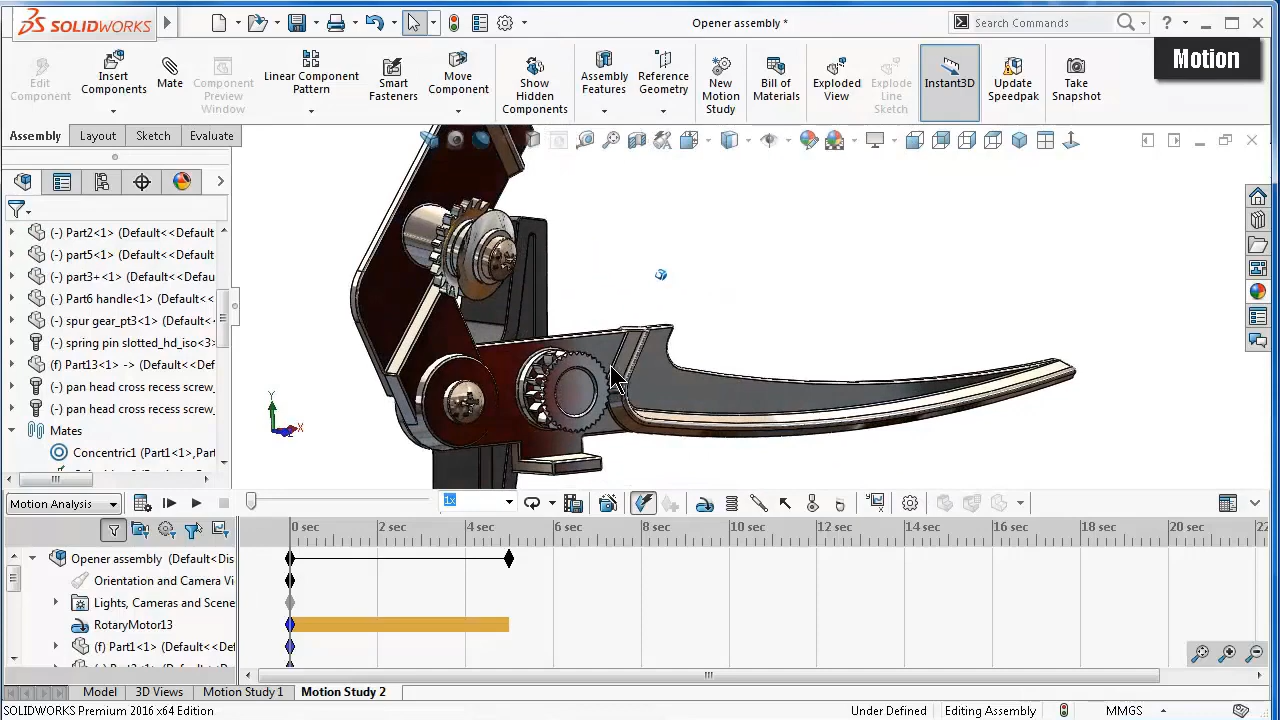 SOLIDWORKS
Opener assembly *
Search Commands
?
Motion
Edit Component
Insert Components
Mate
Component Preview Window
Linear Component Pattern
Smart Fasteners
Move Component
Show Hidden Components
Assembly Features
Reference Geometry
New Motion Study
Bill of Materials
Exploded View
Explode Line Sketch
Instant3D
Update Speedpak
Take Snapshot
Assembly
Layout
Sketch
Evaluate
(-) Part2<1> (Default<<Default
(-) part5<1> (Default<<Default
(-) part3+<1> (Default<<Defau
(-) Part6 handle<1> (Default<<
(-) spur gear_pt3<1> (Default<
(-) spring pin slotted_hd_iso<3>
(f) Part13<1> -> (Default<<Def
(-) pan head cross recess screw_
(-) pan head cross recess screw_
Mates
Concentric1 (Part1<1>,Part
Y
X
Motion Analysis
1x
0 sec 2 sec 4 sec 6 sec 8 sec 10 sec 12 sec 14 sec 16 sec 18 sec 20 sec 22
Opener assembly (Default<Dis
Orientation and Camera Vi
Lights, Cameras and Scene
RotaryMotor13
(f) Part1<1> (Default<<Def
Model
3D Views
Motion Study 1
Motion Study 2
SOLIDWORKS Premium 2016 x64 Edition
Under Defined
Editing Assembly
MMGS